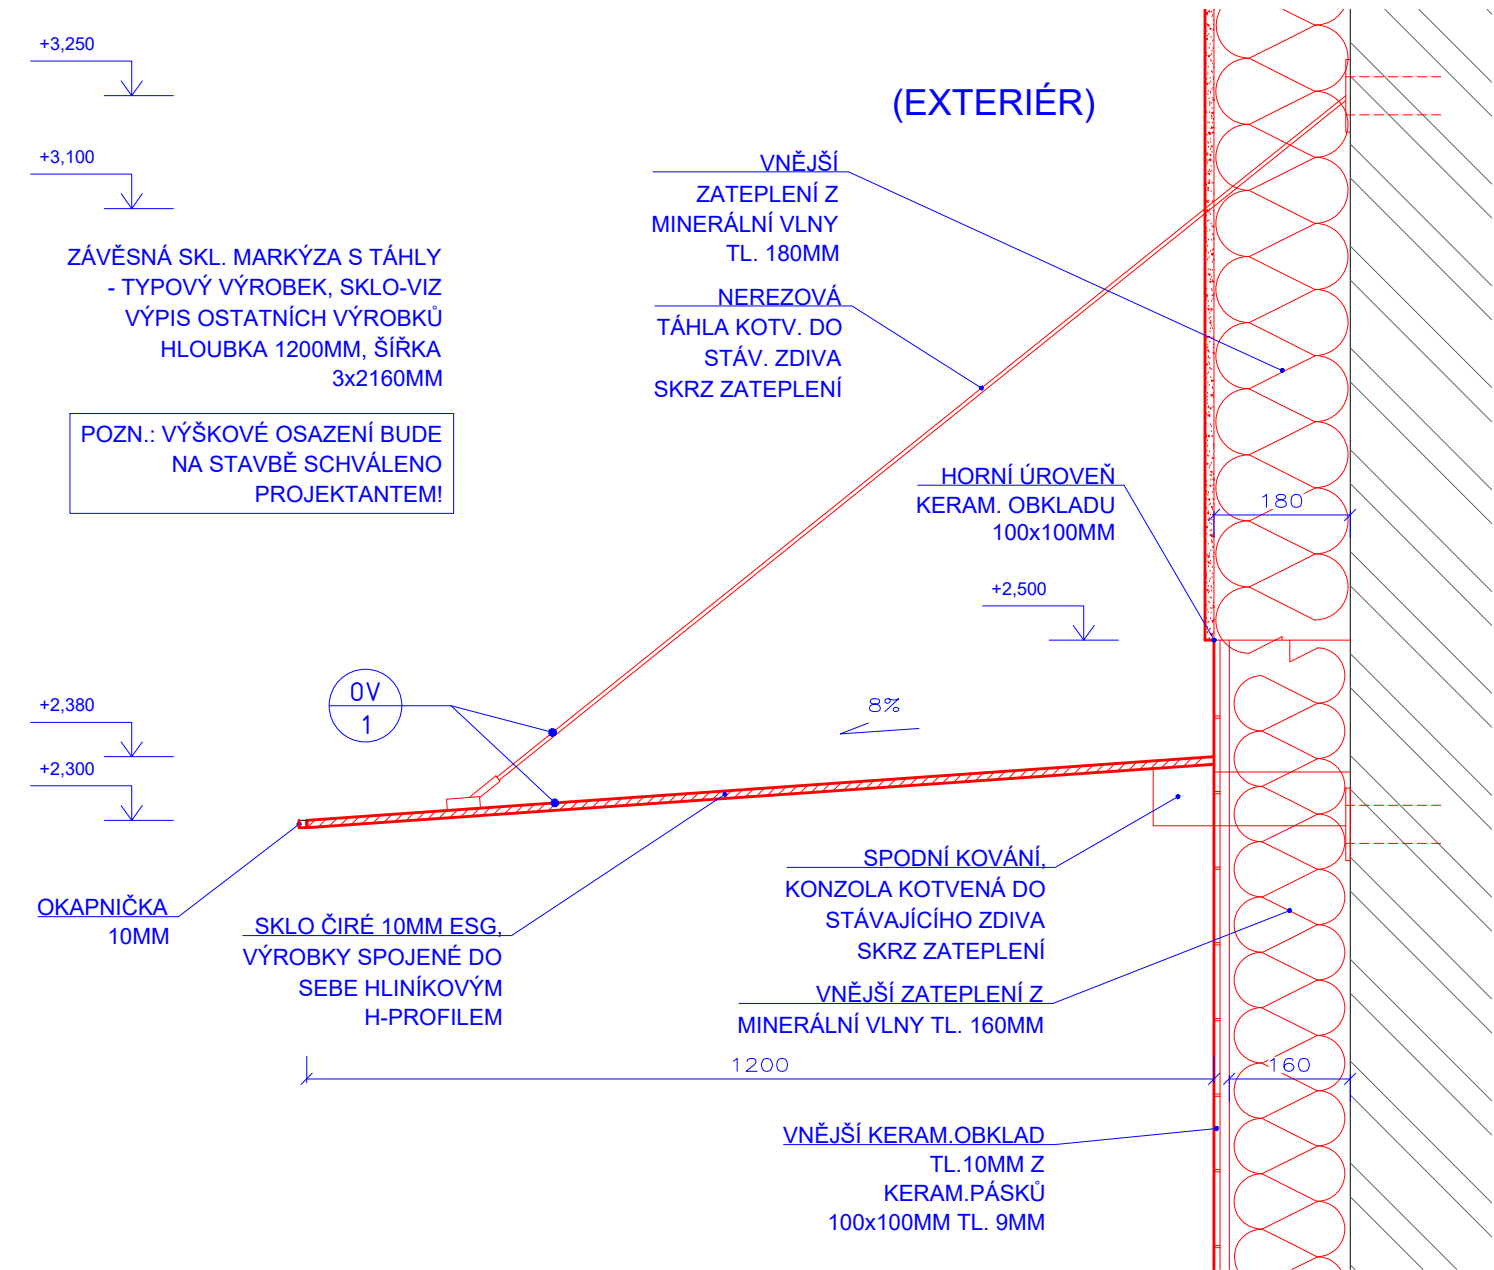 +3,250
+3,100
(EXTERIÉR)
ZÁVĚSNÁ SKL. MARKÝZA S TÁHLY
- TYPOVÝ VÝROBEK, SKLO-VIZ
VÝPIS OSTATNÍCH VÝROBKŮ
HLOUBKA 1200MM, ŠÍŘKA
3x2160MM
POZN.: VÝŠKOVÉ OSAZENÍ BUDE
NA STAVBĚ SCHVÁLENO
PROJEKTANTEM!
VNĚJŠÍ
ZATEPLENÍ Z
MINERÁLNÍ VLNY
TL. 180MM
NEREZOVÁ
TÁHLA KOTV. DO
STÁV. ZDIVA
SKRZ ZATEPLENÍ
HORNÍ ÚROVEŇ
KERAM. OBKLADU
100x100MM
180
+2,500
+2,380
+2,300
OV
1
8%
OKAPNIČKA
10MM
SKLO ČIRÉ 10MM ESG,
VÝROBKY SPOJENÉ DO
SEBE HLINÍKOVÝM
H-PROFILEM
SPODNÍ KOVÁNÍ,
KONZOLA KOTVENÁ DO
STÁVAJÍCÍHO ZDIVA
SKRZ ZATEPLENÍ
VNĚJŠÍ ZATEPLENÍ Z
MINERÁLNÍ VLNY TL. 160MM
1200
160
VNĚJŠÍ KERAM.OBKLAD
TL.10MM Z
KERAM.PÁSKŮ
100x100MM TL. 9MM